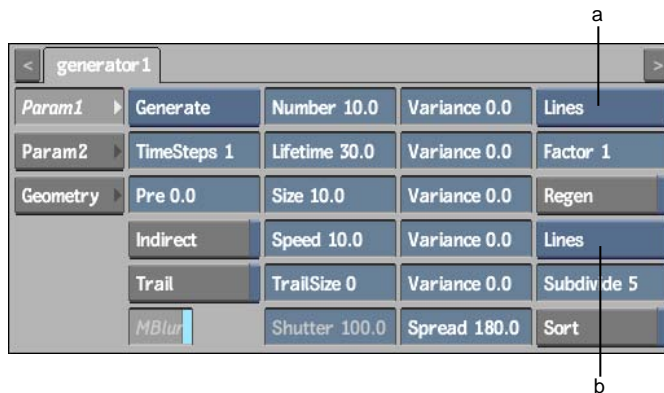 a
< generator1 >
Param1 Generate Number 10.0 Variance 0.0 Lines
Param2 TimeSteps 1 Lifetime 30.0 Variance 0.0 Factor 1
Geometry Pre 0.0 Size 10.0 Variance 0.0 Regen
Indirect Speed 10.0 Variance 0.0 Lines
Trail TrailSize 0 Variance 0.0 Subdivide 5
MBlur Shutter 100.0 Spread 180.0 Sort
b